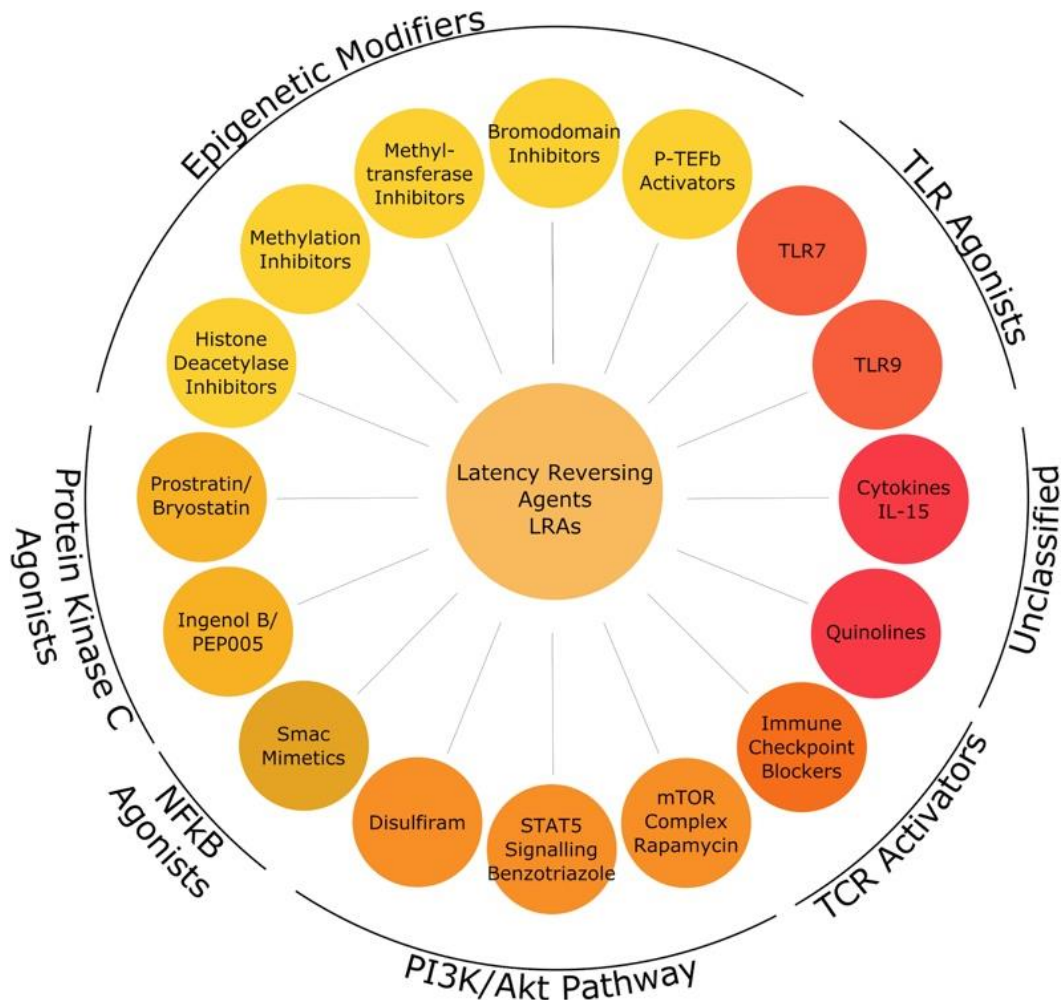 Epigenetic Modifiers
Bromodomain
Inhibitors
P-TEFb
Activators
Methyl-
transferase
Inhibitors
Methylation
Inhibitors
Histone
Deacetylase
Inhibitors
TLR Agonists
TLR7
TLR9
Unclassified
Cytokines
IL-15
Quinolines
TCR Activators
Immune
Checkpoint
Blockers
PI3K/Akt Pathway
mTOR
Complex
Rapamycin
STAT5
Signalling
Benzotriazole
Disulfiram
NFkB
Agonists
Smac
Mimetics
Protein Kinase C
Agonists
Ingenol B/
PEP005
Prostratin/
Bryostatin
Latency Reversing
Agents
LRAs